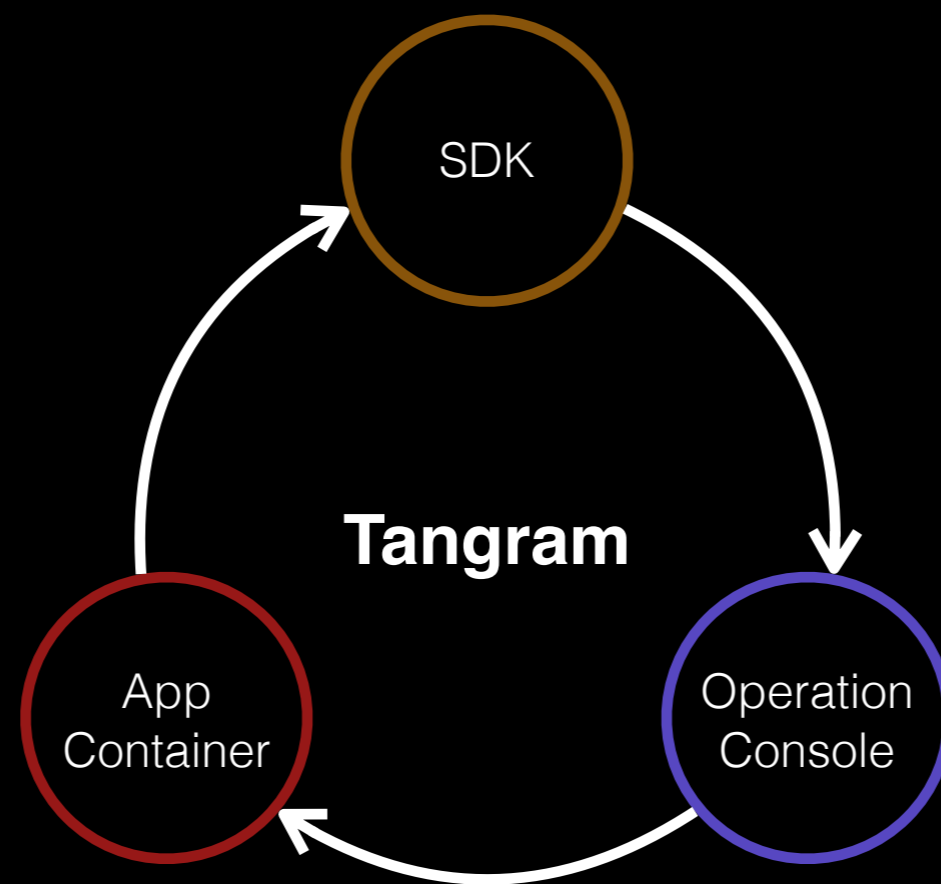 SDK
Tangram
App
Container
Operation
Console